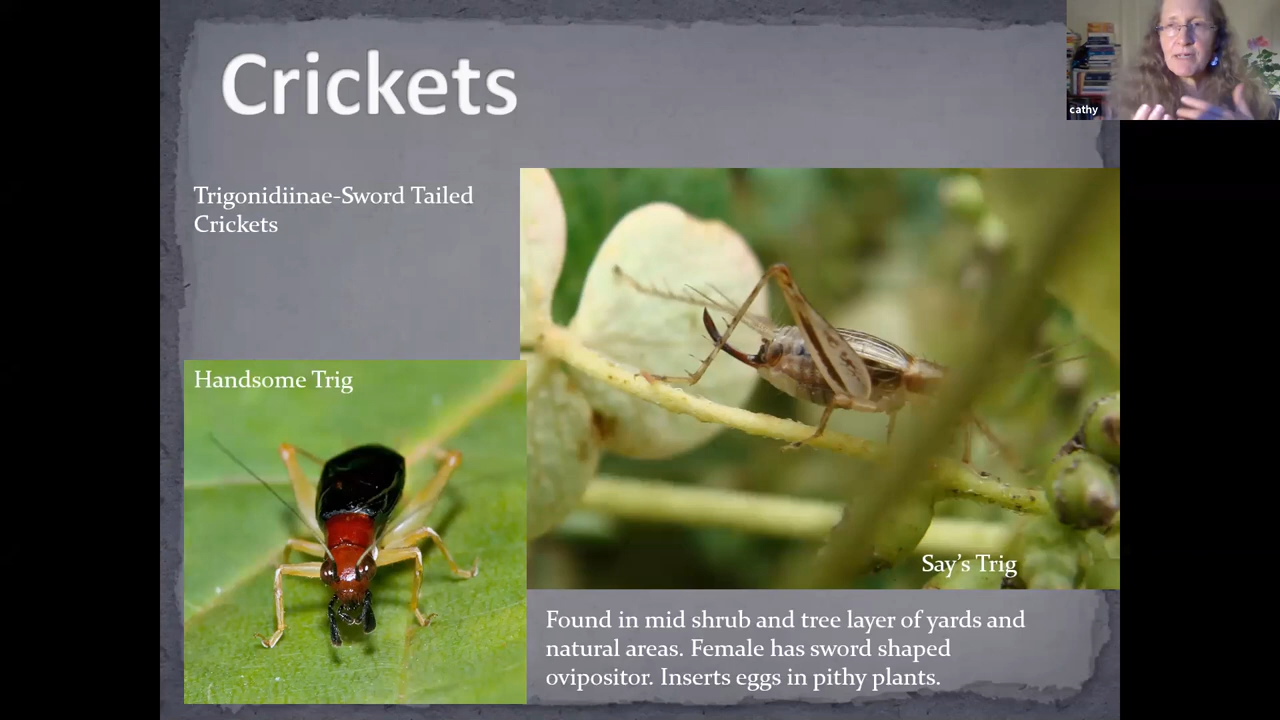 Crickets
cathy
Trigonidiinae-Sword Tailed
Crickets
Handsome Trig
Say's Trig
Found in mid shrub and tree layer of yards and
natural areas. Female has sword shaped
ovipositor. Inserts eggs in pithy plants.